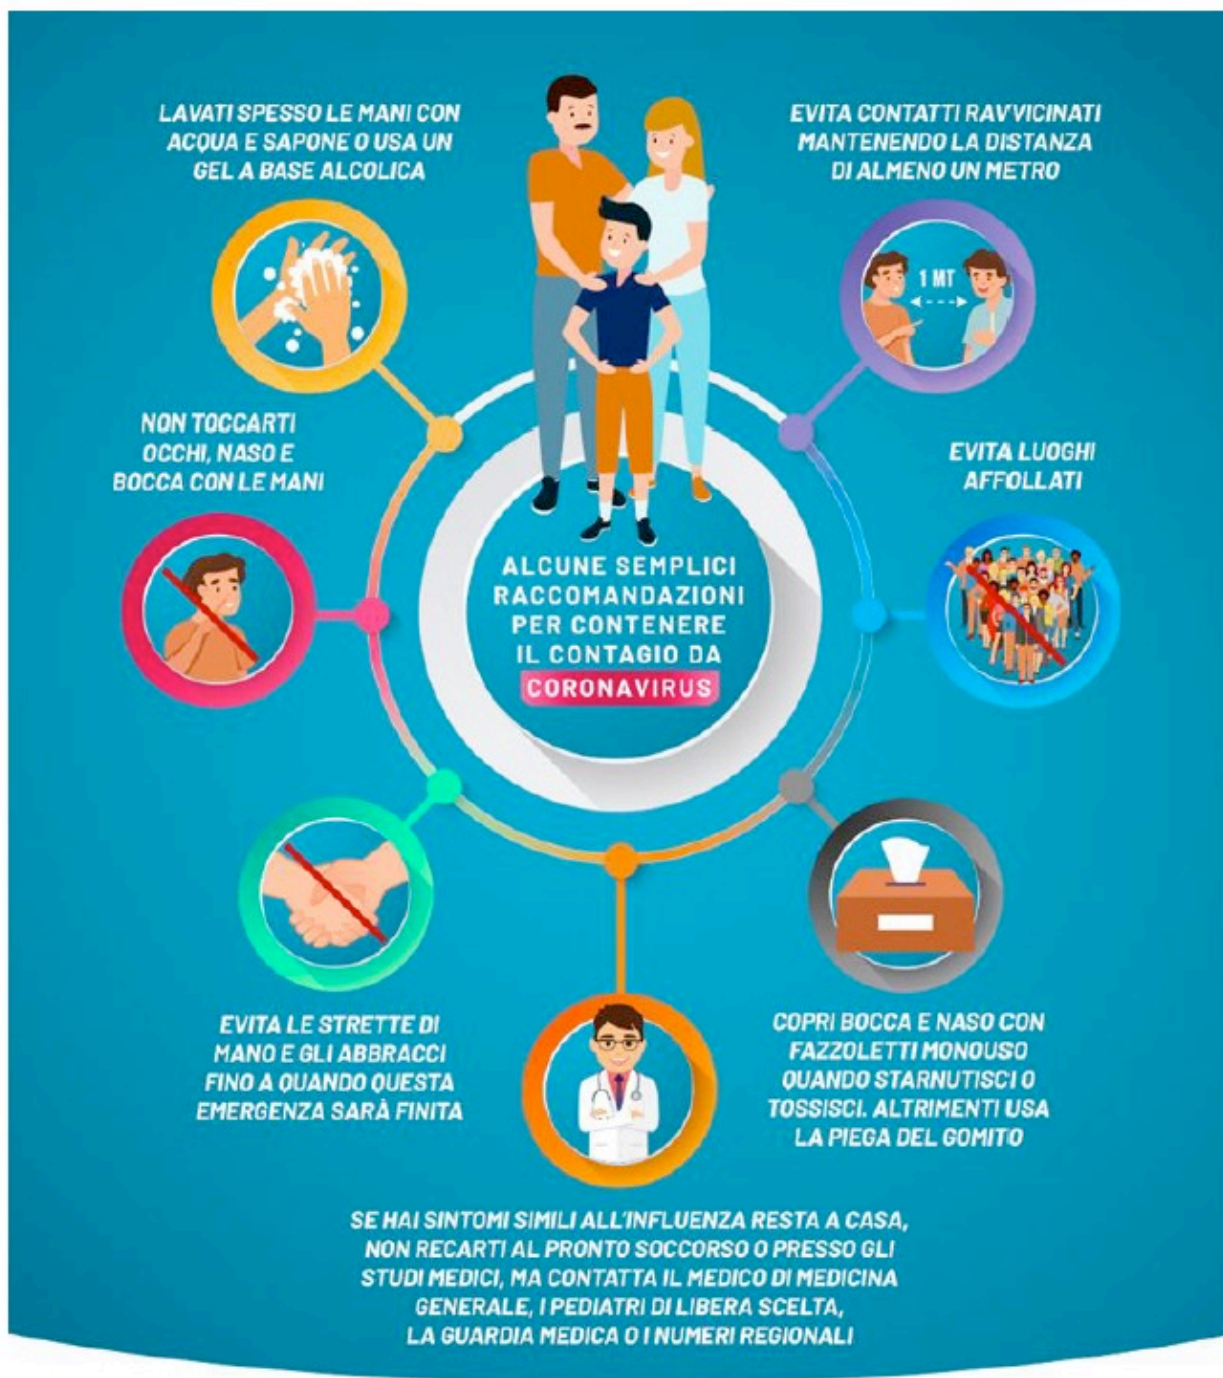 LAVATI SPESSO LE MANI CON
ACQUA E SAPONE O USA UN
GEL A BASE ALCOLICA
EVITA CONTATTI RAVVICINATI
MANTENENDO LA DISTANZA
DI ALMENO UN METRO
1 MT
NON TOCCARTI
OCCHI, NASO E
BOCCA CON LE MANI
EVITA LUOGHI
AFFOLLATI
ALCUNE SEMPLICI
RACCOMANDAZIONI
PER CONTENERE
IL CONTAGIO DA
CORONAVIRUS
EVITA LE STRETTE DI
MANO E GLI ABBRACCI
FINO A QUANDO QUESTA
EMERGENZA SARÀ FINITA
COPRI BOCCA E NASO CON
FAZZOLETTI MONOUSO
QUANDO STARNUTISCI O
TOSSISCI. ALTRIMENTI USA
LA PIEGA DEL GOMITO
SE HAI SINTOMI SIMILI ALL'INFLUENZA RESTA A CASA,
NON RECARTI AL PRONTO SOCCORSO O PRESSO GLI
STUDI MEDICI, MA CONTATTA IL MEDICO DI MEDICINA
GENERALE, I PEDIATRI DI LIBERA SCELTA,
LA GUARDIA MEDICA O I NUMERI REGIONALI